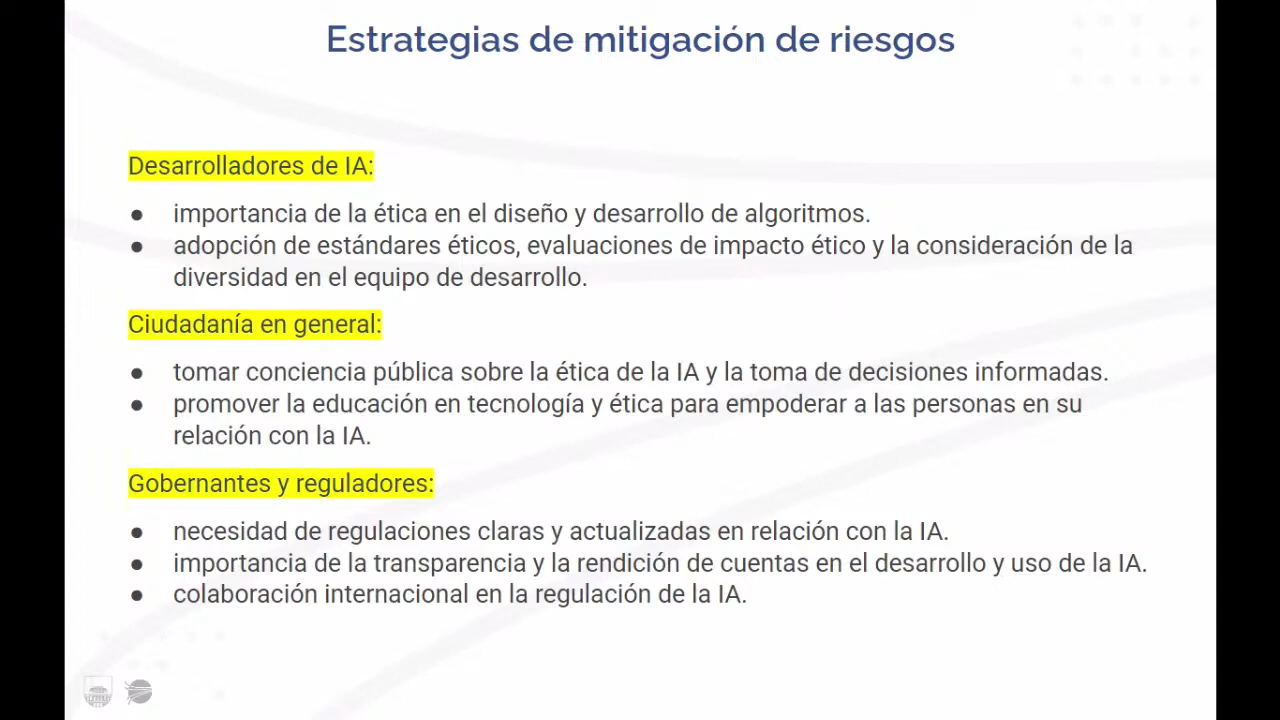 Estrategias de mitigación de riesgos
Desarrolladores de IA:
● importancia de la ética en el diseño y desarrollo de algoritmos.
● adopción de estándares éticos, evaluaciones de impacto ético y la consideración de la
diversidad en el equipo de desarrollo.
Ciudadanía en general:
● tomar conciencia pública sobre la ética de la IA y la toma de decisiones informadas.
● promover la educación en tecnología y ética para empoderar a las personas en su
relación con la IA.
Gobernantes y reguladores:
● necesidad de regulaciones claras y actualizadas en relación con la IA.
● importancia de la transparencia y la rendición de cuentas en el desarrollo y uso de la IA.
● colaboración internacional en la regulación de la IA.